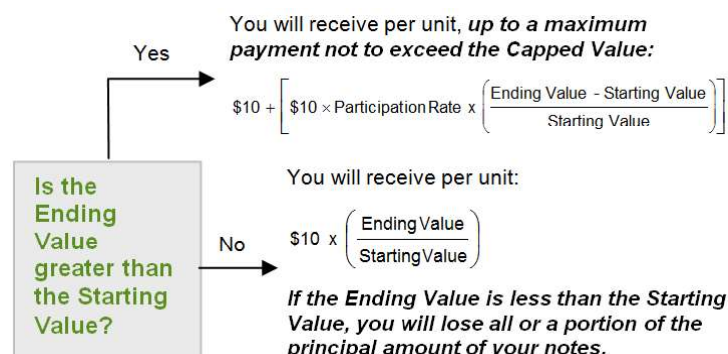 You will receive per unit, up to a maximum
payment not to exceed the Capped Value:
Yes
$10 + [ $10 × Participation Rate x ( Ending Value - Starting Value / Starting Value ) ]
Is the
Ending
Value
greater than
the Starting
Value?
No
You will receive per unit:
$10 x ( Ending Value / Starting Value )
If the Ending Value is less than the Starting
Value, you will lose all or a portion of the
principal amount of your notes.